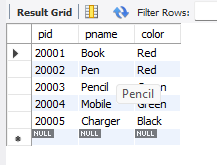 Result Grid Filter Rows:
pid pname color
20001 Book Red
20002 Pen Red
20003 Pencil
Pencil
20004 Mobile Green
20005 Charger Black
NULL NULL NULL